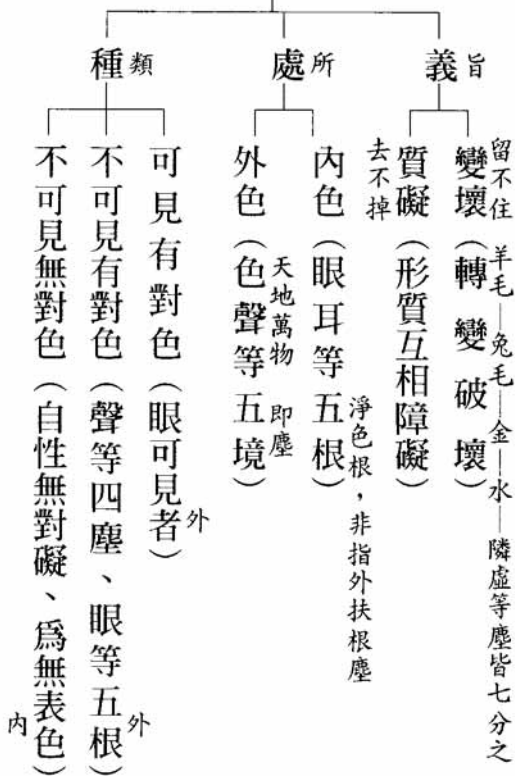 義旨
留不住
變壞（轉變破壞）
羊毛—兔毛—金—水—隣虛等塵皆七分之
去不掉
質礙（形質互相障礙）
處所
內色（眼耳等五根）
淨色根，非指外扶根塵
外色（色聲等五境）
天地萬物　即塵
種類
可見有對色（眼可見者）
外
不可見有對色（聲等四塵、眼等五根）
外
不可見無對色（自性無對礙、爲無表色）
內